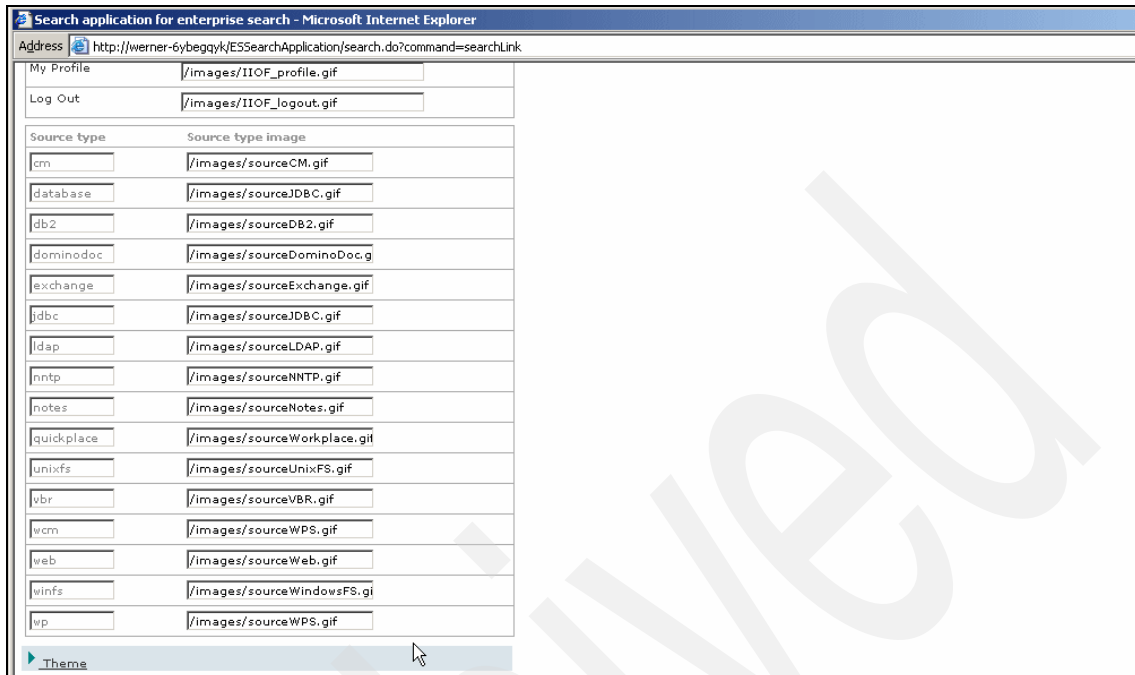 Search application for enterprise search - Microsoft Internet Explorer
Address http://werner-6ybegqyk/ESSearchApplication/search.do?command=searchLink
My Profile /images/IIOF_profile.gif
Log Out /images/IIOF_logout.gif
Source type Source type image
cm /images/sourceCM.gif
database /images/sourceJDBC.gif
db2 /images/sourceDB2.gif
dominodoc /images/sourceDominoDoc.g
exchange /images/sourceExchange.gif
jdbc /images/sourceJDBC.gif
ldap /images/sourceLDAP.gif
nntp /images/sourceNNTP.gif
notes /images/sourceNotes.gif
quickplace /images/sourceWorkplace.gif
unixfs /images/sourceUnixFS.gif
vbr /images/sourceVBR.gif
wcm /images/sourceWPS.gif
web /images/sourceWeb.gif
winfs /images/sourceWindowsFS.gi
wp /images/sourceWPS.gif
Theme
ived